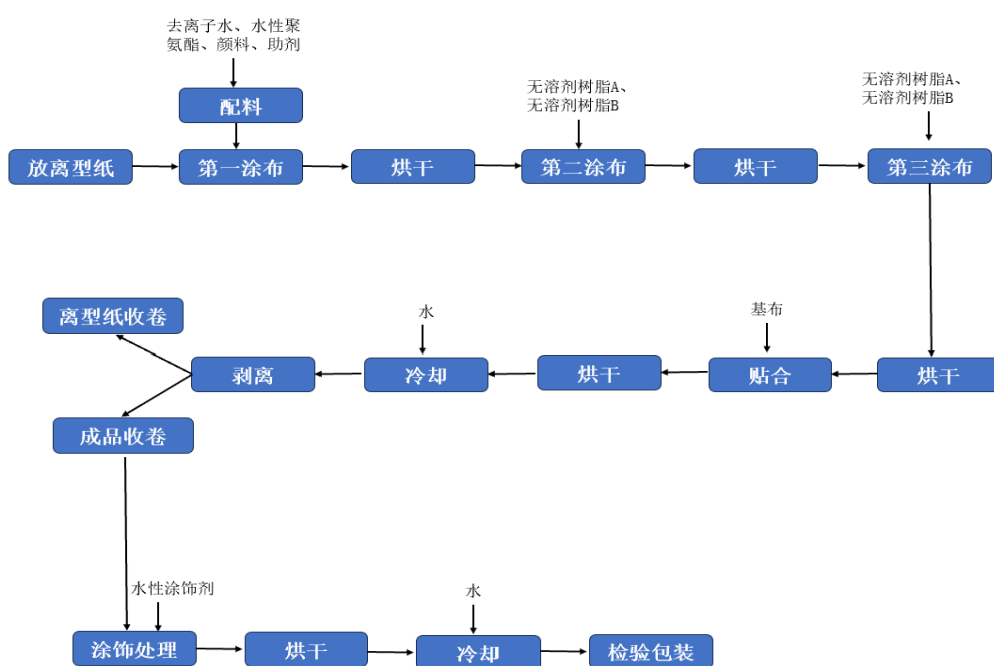 去离子水、水性聚
氨酯、颜料、助剂
配料
无溶剂树脂A、
无溶剂树脂B
无溶剂树脂A、
无溶剂树脂B
放离型纸
第一涂布
烘干
第二涂布
烘干
第三涂布
离型纸收卷
水
基布
剥离
冷却
烘干
贴合
烘干
成品收卷
水性涂饰剂
水
涂饰处理
烘干
冷却
检验包装